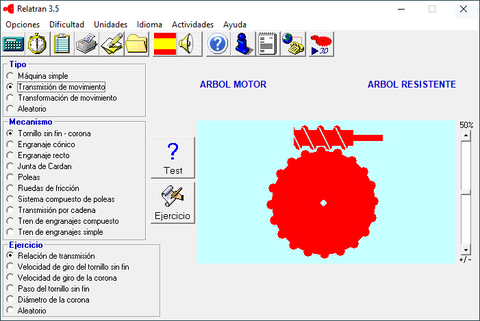 Relatran 3.5
Opciones Dificultad Unidades Idioma Actividades Ayuda
3D
Tipo
Máquina simple
Transmisión de movimiento
Transformación de movimiento
Aleatorio
ARBOL MOTOR
ARBOL RESISTENTE
Mecanismo
Tornillo sin fin - corona
Engranaje cónico
Engranaje recto
Junta de Cardan
Poleas
Ruedas de fricción
Sistema compuesto de poleas
Transmisión por cadena
Tren de engranajes compuesto
Tren de engranajes simple
?
Test
Ejercicio
50%
+/-
Ejercicio
Relación de transmisión
Velocidad de giro del tornillo sin fin
Velocidad de giro de la corona
Paso del tornillo sin fin
Diámetro de la corona
Aleatorio